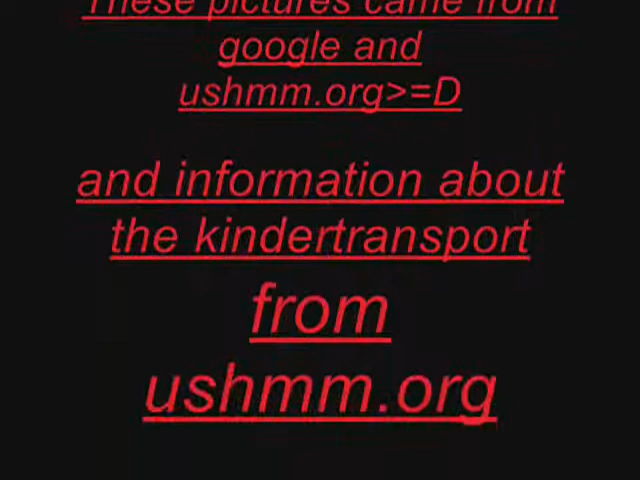 These pictures came from
google and
ushmm.org>=D
and information about
the kindertransport
from
ushmm.org